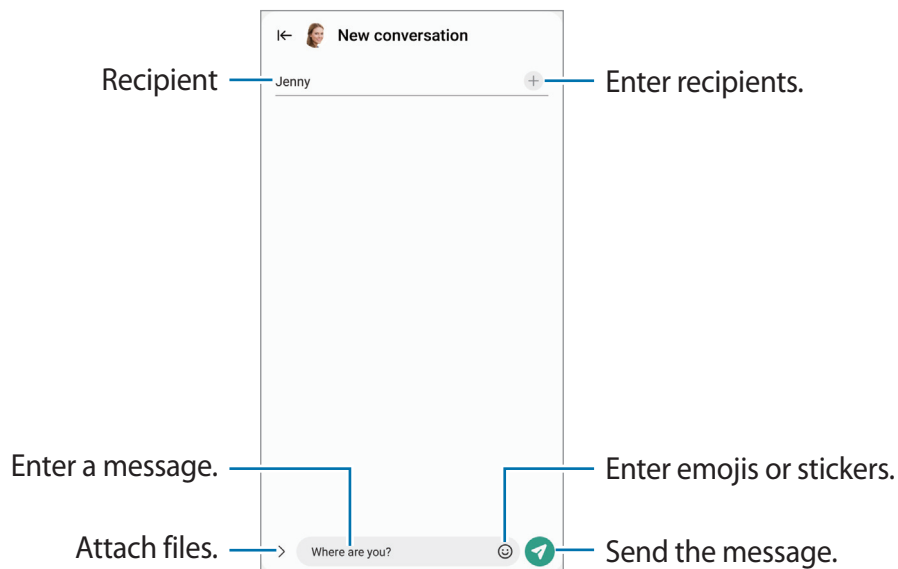 New conversation
Recipient
Jenny
Enter recipients.
Enter a message.
Enter emojis or stickers.
Attach files.
Where are you?
Send the message.